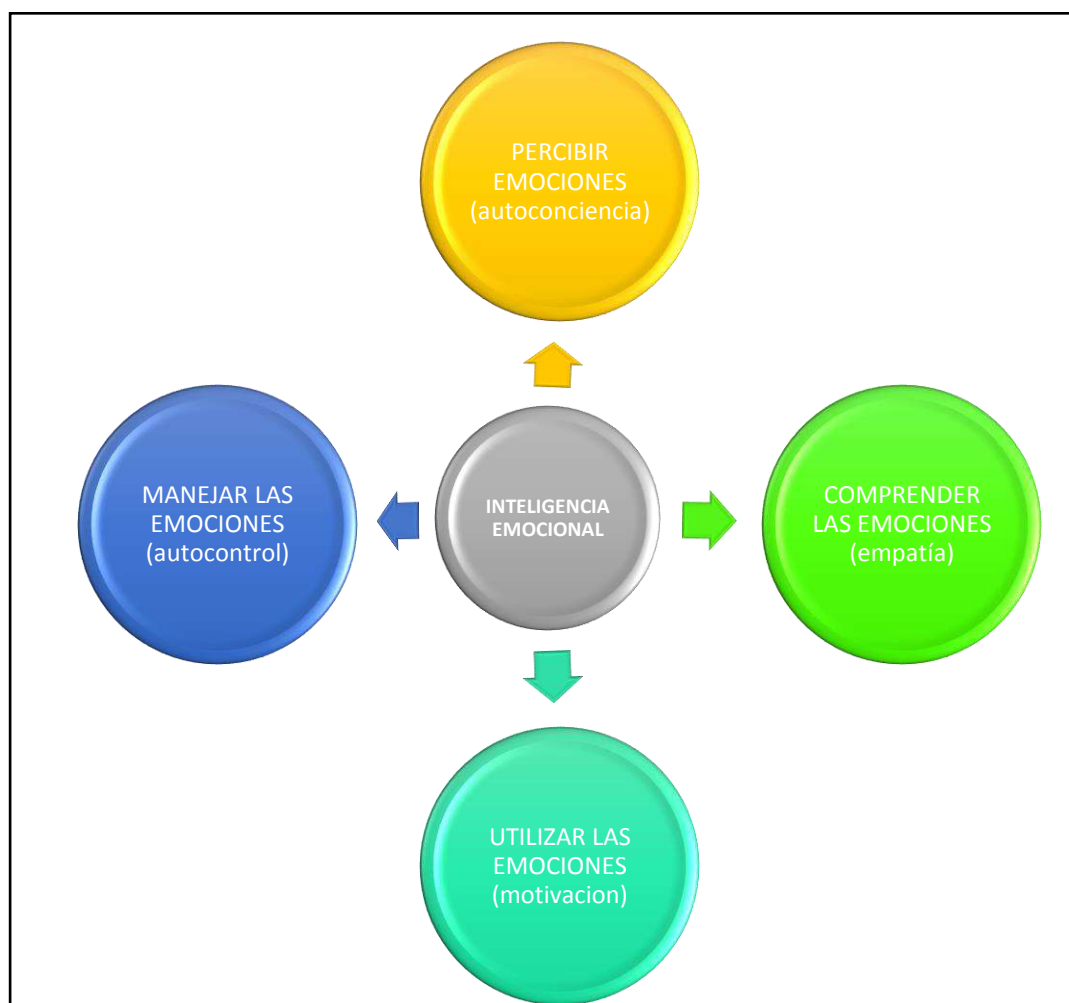 PERCIBIR
EMOCIONES
(autoconciencia)
MANEJAR LAS
EMOCIONES
(autocontrol)
INTELIGENCIA
EMOCIONAL
COMPRENDER
LAS EMOCIONES
(empatía)
UTILIZAR LAS
EMOCIONES
(motivacion)